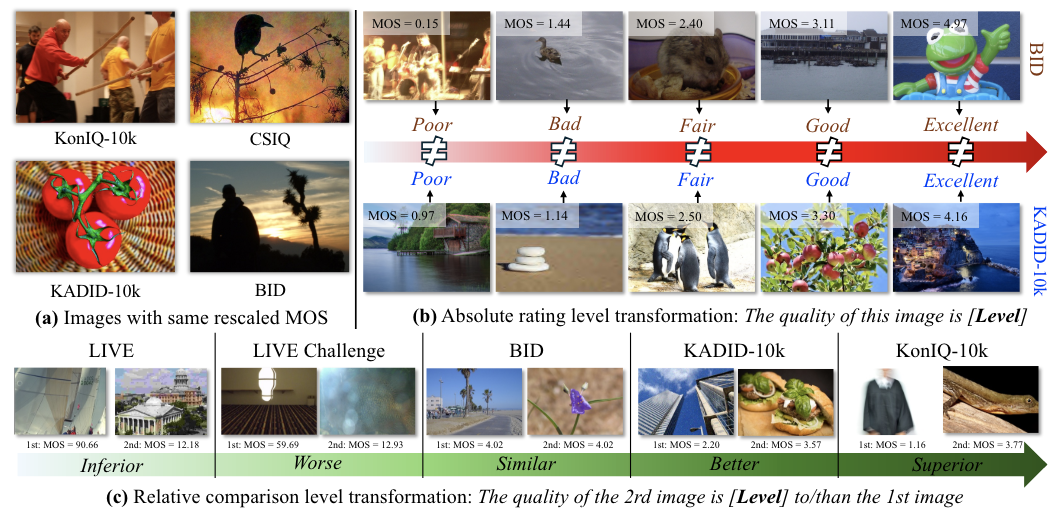 KonIQ-10k
CSIQ
KADID-10k
BID
(a) Images with same rescaled MOS
MOS = 0.15
MOS = 1.44
MOS = 2.40
MOS = 3.11
MOS = 4.97
BID
Poor
Bad
Fair
Good
Excellent
≠
≠
≠
≠
≠
Poor
Bad
Fair
Good
Excellent
MOS = 0.97
MOS = 1.14
MOS = 2.50
MOS = 3.30
MOS = 4.16
KADID-10k
(b) Absolute rating level transformation: The quality of this image is [Level]
LIVE
LIVE Challenge
BID
KADID-10k
KonIQ-10k
1st: MOS = 90.66
2nd: MOS = 12.18
1st: MOS = 59.69
2nd: MOS = 12.93
1st: MOS = 4.02
2nd: MOS = 4.02
1st: MOS = 2.20
2nd: MOS = 3.57
1st: MOS = 1.16
2nd: MOS = 3.77
Inferior
Worse
Similar
Better
Superior
(c) Relative comparison level transformation: The quality of the 2rd image is [Level] to/than the 1st image